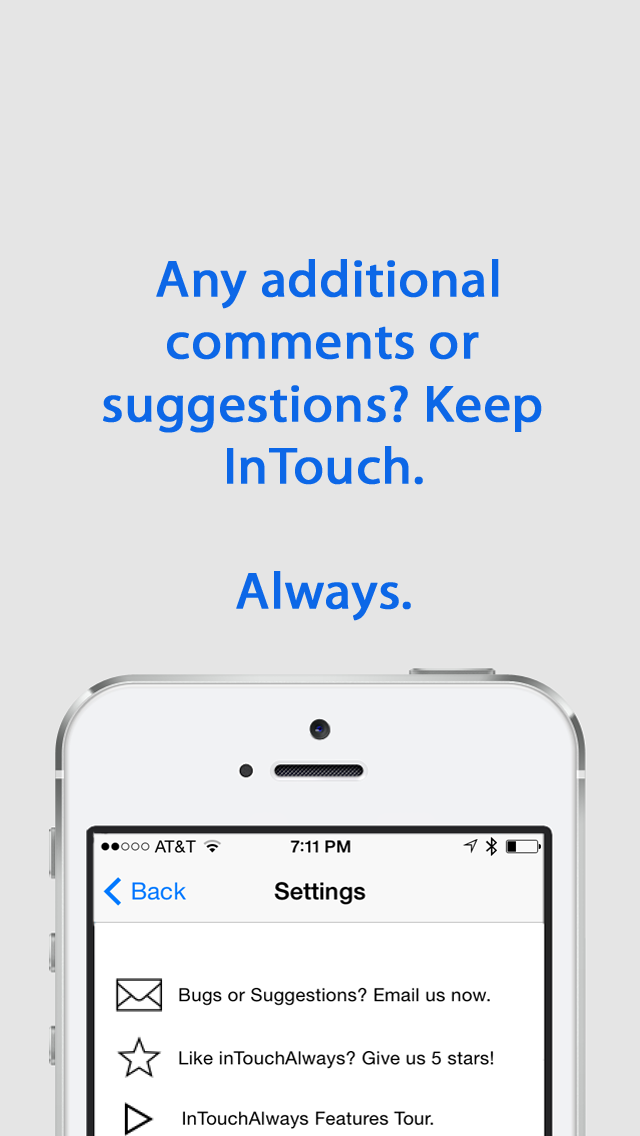 Any additional
comments or
suggestions? Keep
InTouch.
Always.
AT&T 7:11 PM
Back Settings
Bugs or Suggestions? Email us now.
Like inTouchAlways? Give us 5 stars!
InTouchAlways Features Tour.